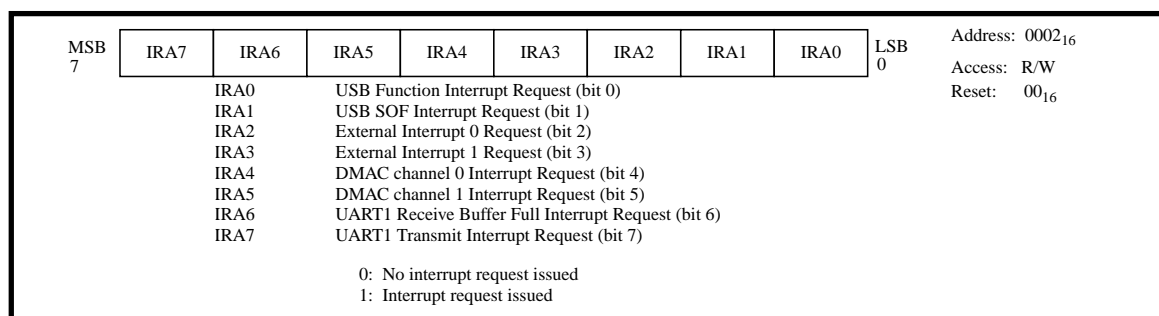 MSB 7 IRA7 IRA6 IRA5 IRA4 IRA3 IRA2 IRA1 IRA0 LSB 0
Address: 0002₁₆
Access: R/W
Reset: 00₁₆
IRA0 USB Function Interrupt Request (bit 0)
IRA1 USB SOF Interrupt Request (bit 1)
IRA2 External Interrupt 0 Request (bit 2)
IRA3 External Interrupt 1 Request (bit 3)
IRA4 DMAC channel 0 Interrupt Request (bit 4)
IRA5 DMAC channel 1 Interrupt Request (bit 5)
IRA6 UART1 Receive Buffer Full Interrupt Request (bit 6)
IRA7 UART1 Transmit Interrupt Request (bit 7)
0: No interrupt request issued
1: Interrupt request issued